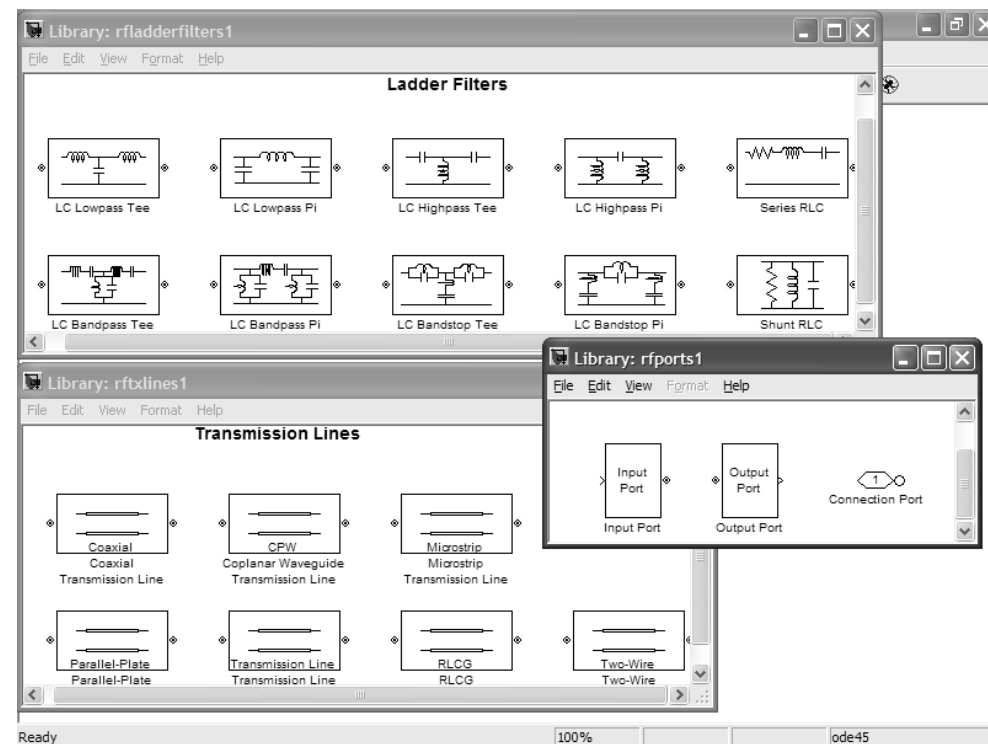 Library: rfladderfilters1
File Edit View Format Help
Ladder Filters
LC Lowpass Tee LC Lowpass Pi LC Highpass Tee LC Highpass Pi Series RLC
LC Bandpass Tee LC Bandpass Pi LC Bandstop Tee LC Bandstop Pi Shunt RLC
Library: rftxlines1
File Edit View Format Help
Transmission Lines
Coaxial CPW Microstrip
Coaxial Coplanar Waveguide Microstrip
Transmission Line Transmission Line Transmission Line
Parallel-Plate Transmission Line RLCG Two-Wire
Parallel-Plate Transmission Line RLCG Two-Wire
Library: rfports1
File Edit View Format Help
Input Port
Output Port
1
Input Port Output Port Connection Port
Ready 100% ode45